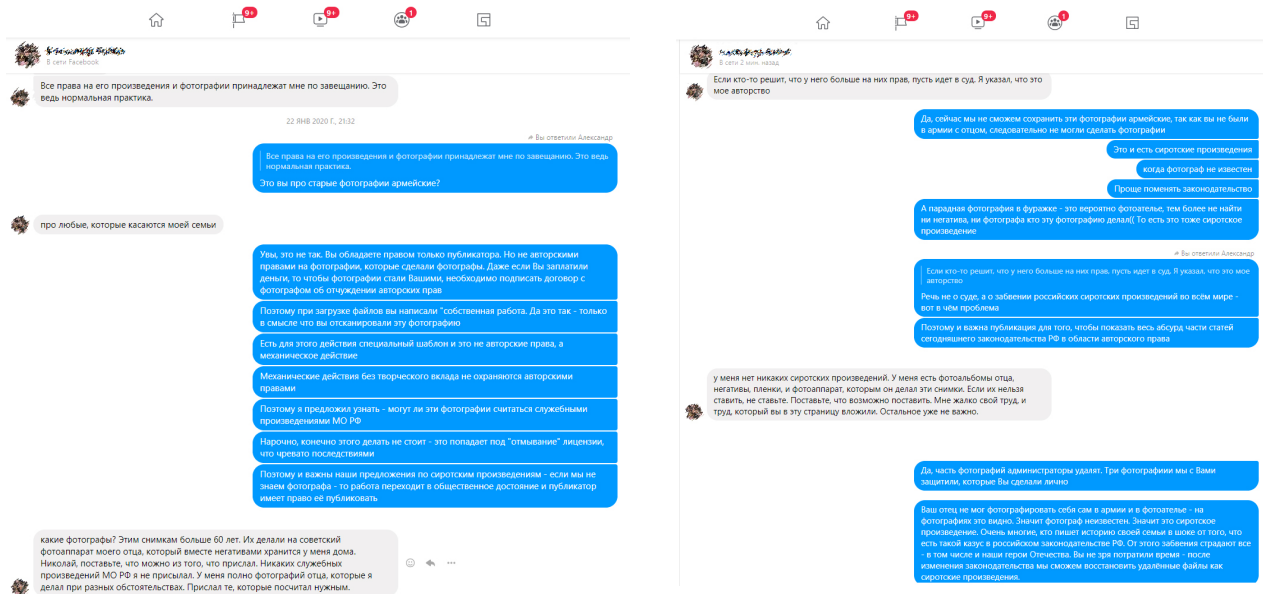 9+
9+
1
В сети Facebook
Все права на его произведения и фотографии принадлежат мне по завещанию. Это
ведь нормальная практика.
22 ЯНВ 2020 Г., 21:32
Вы ответили Александр
Все права на его произведения и фотографии принадлежат мне по завещанию. Это ведь
нормальная практика.
Это вы про старые фотографии армейские?
про любые, которые касаются моей семьи
Увы, это не так. Вы обладаете правом только публикатора. Но не авторскими
правами на фотографии, которые сделали фотографы. Даже если Вы заплатили
деньги, то чтобы фотографии стали Вашими, необходимо подписать договор с
фотографом об отчуждении авторских прав
Поэтому при загрузке файлов вы написали "собственная работа. Да это так - только
в смысле что вы отсканировали эту фотографию
Есть для этого действия специальный шаблон и это не авторские права, а
механическое действие
Механические действия без творческого вклада не охраняются авторскими
правами
Поэтому я предложил узнать - могут ли эти фотографии считаться служебными
произведениями МО РФ
Нарочно, конечно этого делать не стоит - это попадает под "отмывание" лицензии,
что чревато последствиями
Поэтому и важны наши предложения по сиротским произведениям - если мы не
знаем фотографа - то работа переходит в общественное достояние и публикатор
имеет право её публиковать
какие фотографы? Этим снимкам больше 60 лет. Их делали на советский
фотоаппарат моего отца, который вместе негативами хранится у меня дома.
Николай, поставьте, что можно из того, что прислал. Никаких служебных
произведений МО РФ я не присылал. У меня полно фотографий отца, которые я
делал при разных обстоятельствах. Прислал те, которые посчитал нужным.
9+
9+
1
В сети 2 мин. назад
Если кто-то решит, что у него больше на них прав, пусть идет в суд. Я указал, что это
мое авторство
Да, сейчас мы не сможем сохранить эти фотографии армейские, так как вы не были
в армии с отцом, следовательно не могли сделать фотографии
Это и есть сиротские произведения
когда фотограф не известен
Проще поменять законодательство
А парадная фотография в фуражке - это вероятно фотоателье, тем более не найти
ни негатива, ни фотографа кто эту фотографию делал(( То есть это тоже сиротское
произведение
Вы ответили Александр
Если кто-то решит, что у него больше на них прав, пусть идет в суд. Я указал, что это мое
авторство
Речь не о суде, а о забвении российских сиротских произведений во всём мире -
вот в чём проблема
Поэтому и важна публикация для того, чтобы показать весь абсурд части статей
сегодняшнего законодательства РФ в области авторского права
у меня нет никаких сиротских произведений. У меня есть фотоальбомы отца,
негативы, пленки, и фотоаппарат, которым он делал эти снимки. Если их нельзя
ставить, не ставьте. Поставьте, что возможно поставить. Мне жалко свой труд, и
труд, который вы в эту страницу вложили. Остальное уже не важно.
Да, часть фотографий администраторы удалят. Три фотографиии мы с Вами
защитили, которые Вы сделали лично
Ваш отец не мог фотографировать себя сам в армии и в фотоателье - на
фотографиях это видно. Значит фотограф неизвестен. Значит это сиротское
произведение. Очень многие, кто пишет историю своей семьи в шоке от того, что
есть такой казус в российском законодательстве РФ. От этого забвения страдают все
- в том числе и наши герои Отечества. Вы не зря потратили время - после
изменения законодательства мы сможем восстановить удалённые файлы как
сиротские произведения.